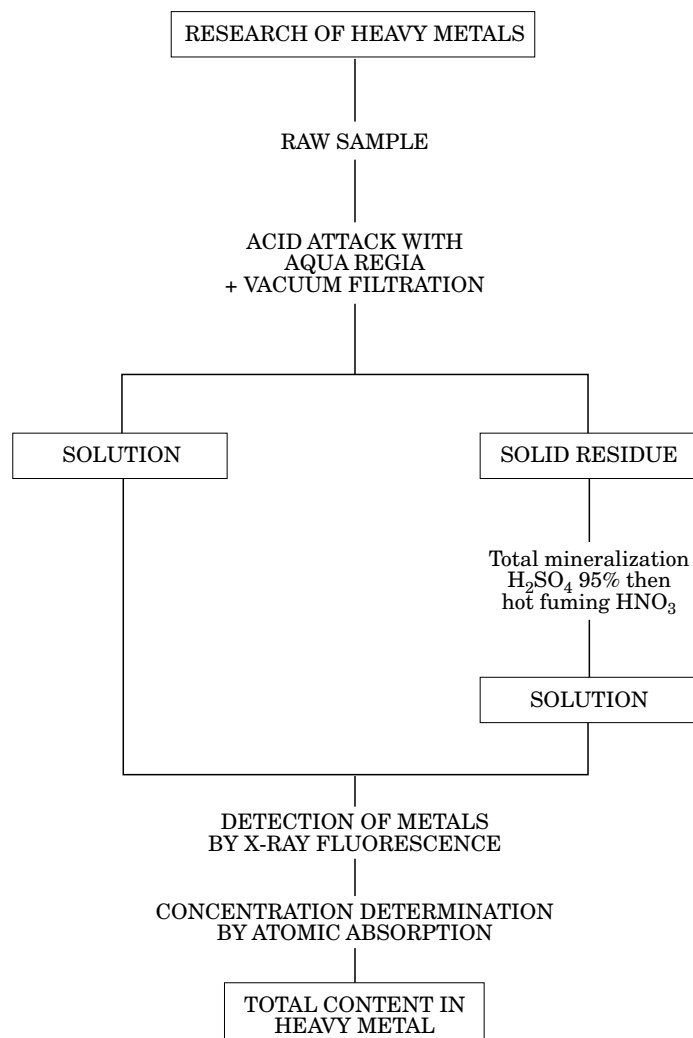 RESEARCH OF HEAVY METALS
RAW SAMPLE
ACID ATTACK WITH
AQUA REGIA
+ VACUUM FILTRATION
SOLUTION
SOLID RESIDUE
Total mineralization
H₂SO₄ 95% then
hot fuming HNO₃
SOLUTION
DETECTION OF METALS
BY X-RAY FLUORESCENCE
CONCENTRATION DETERMINATION
BY ATOMIC ABSORPTION
TOTAL CONTENT IN
HEAVY METAL